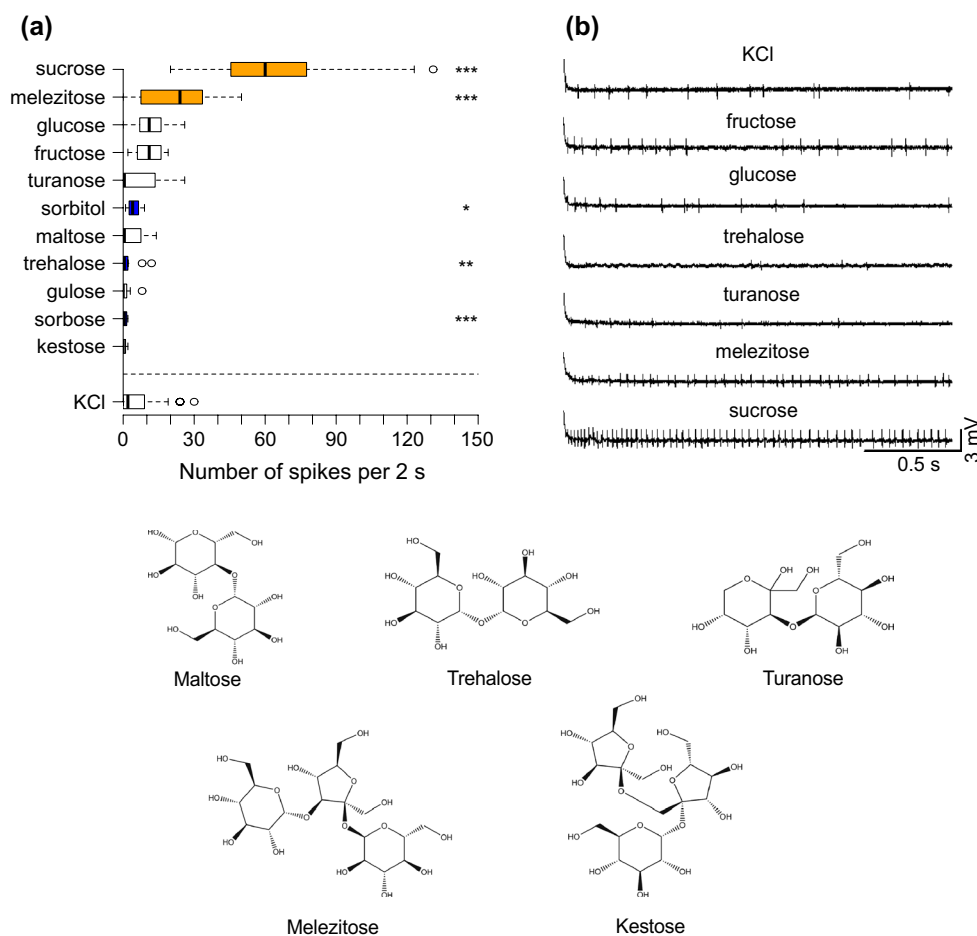 (a)
sucrose
***
melezitose
***
glucose
fructose
turanose
sorbitol
*
maltose
trehalose
**
gulose
sorbose
***
kestose
KCl
0 30 60 90 120 150
Number of spikes per 2 s
(b)
KCl
fructose
glucose
trehalose
turanose
melezitose
sucrose
0.5 s
3 mV
Maltose
Trehalose
Turanose
Melezitose
Kestose